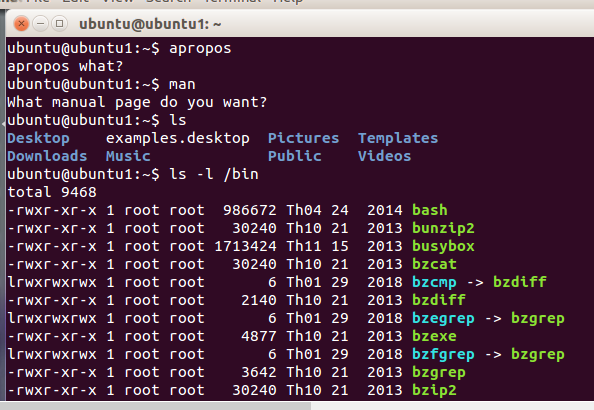 File Edit View Search Terminal Help
ubuntu@ubuntu1: ~
ubuntu@ubuntu1:~$ apropos
apropos what?
ubuntu@ubuntu1:~$ man
What manual page do you want?
ubuntu@ubuntu1:~$ ls
Desktop    examples.desktop  Pictures  Templates
Downloads  Music             Public    Videos
ubuntu@ubuntu1:~$ ls -l /bin
total 9468
-rwxr-xr-x 1 root root  986672 Th04 24  2014 bash
-rwxr-xr-x 1 root root   30240 Th10 21  2013 bunzip2
-rwxr-xr-x 1 root root 1713424 Th11 15  2013 busybox
-rwxr-xr-x 1 root root   30240 Th10 21  2013 bzcat
lrwxrwxrwx 1 root root       6 Th01 29  2018 bzcmp -> bzdiff
-rwxr-xr-x 1 root root    2140 Th10 21  2013 bzdiff
lrwxrwxrwx 1 root root       6 Th01 29  2018 bzegrep -> bzgrep
-rwxr-xr-x 1 root root    4877 Th10 21  2013 bzexe
lrwxrwxrwx 1 root root       6 Th01 29  2018 bzfgrep -> bzgrep
-rwxr-xr-x 1 root root    3642 Th10 21  2013 bzgrep
-rwxr-xr-x 1 root root   30240 Th10 21  2013 bzip2